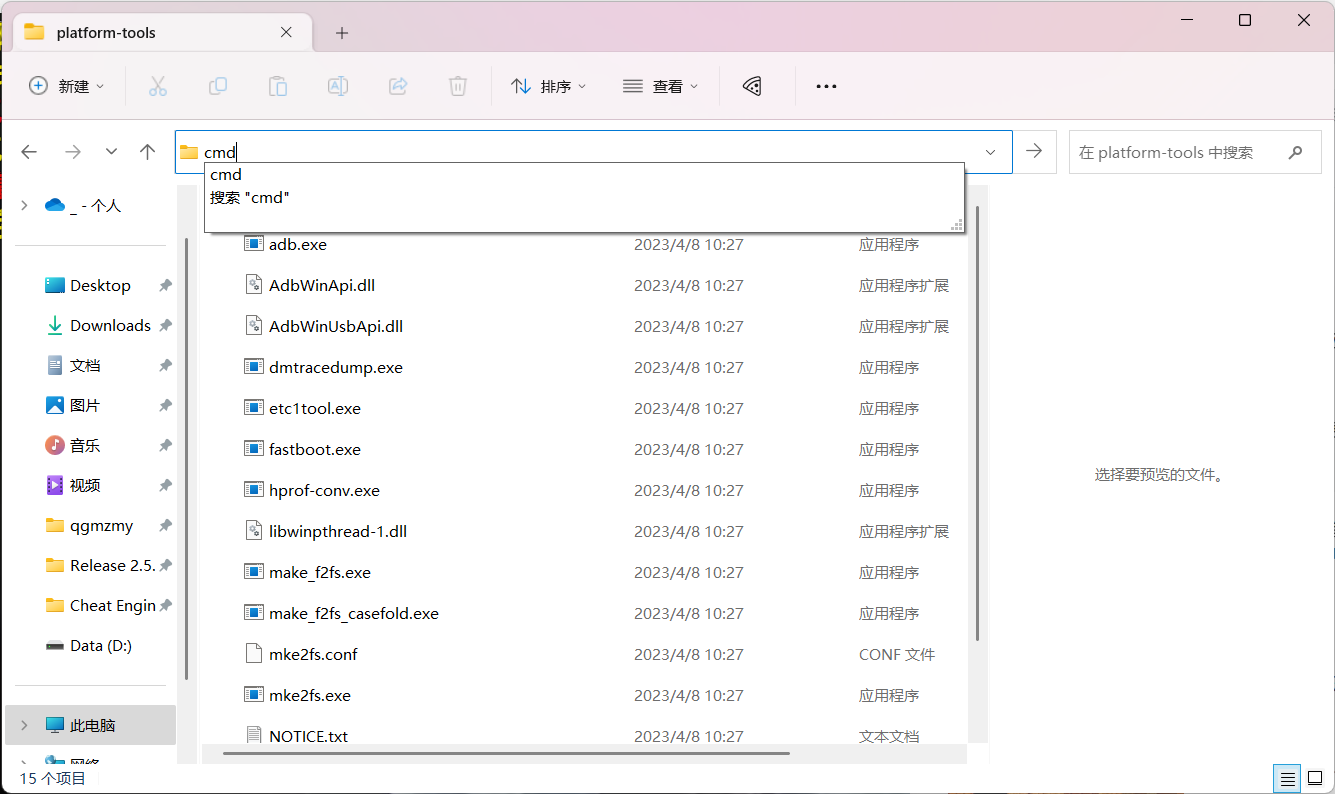 platform-tools
新建
排序
查看
cmd
在 platform-tools 中搜索
cmd
搜索 "cmd"
_ - 个人
Desktop
Downloads
文档
图片
音乐
视频
qgmzmy
Release 2.5.
Cheat Engin
Data (D:)
此电脑
网络
adb.exe 2023/4/8 10:27 应用程序
AdbWinApi.dll 2023/4/8 10:27 应用程序扩展
AdbWinUsbApi.dll 2023/4/8 10:27 应用程序扩展
dmtracedump.exe 2023/4/8 10:27 应用程序
etc1tool.exe 2023/4/8 10:27 应用程序
fastboot.exe 2023/4/8 10:27 应用程序
hprof-conv.exe 2023/4/8 10:27 应用程序
libwinpthread-1.dll 2023/4/8 10:27 应用程序扩展
make_f2fs.exe 2023/4/8 10:27 应用程序
make_f2fs_casefold.exe 2023/4/8 10:27 应用程序
mke2fs.conf 2023/4/8 10:27 CONF 文件
mke2fs.exe 2023/4/8 10:27 应用程序
NOTICE.txt 2023/4/8 10:27 文本文档
选择要预览的文件。
15 个项目